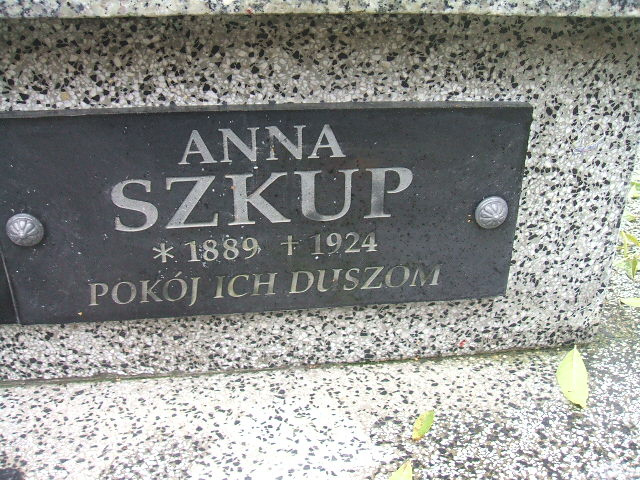 ANNA
SZKUP
* 1889 † 1924
POKÓJ ICH DUSZOM